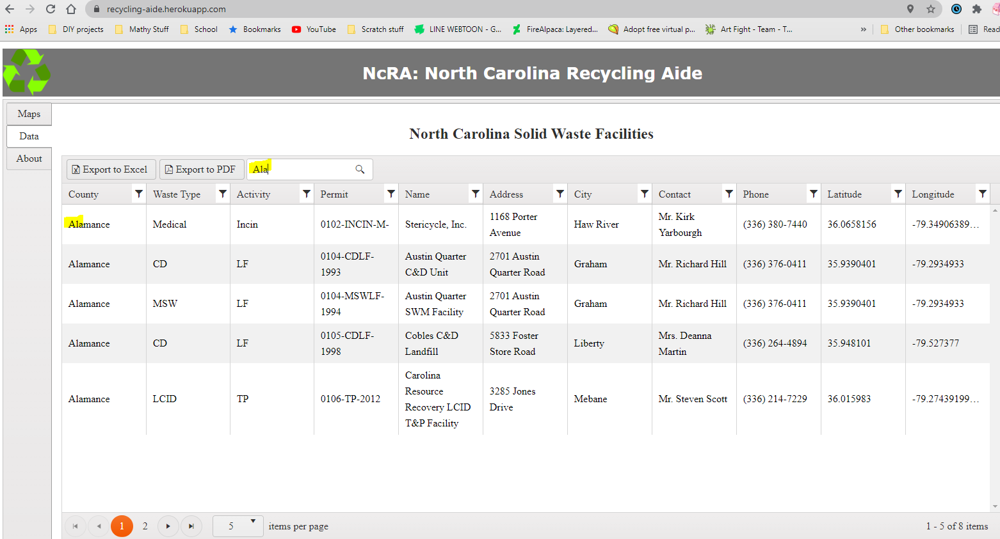 recycling-aide.herokuapp.com
Apps DIY projects Mathy Stuff School Bookmarks YouTube Scratch stuff LINE WEBTOON - G... FireAlpaca: Layered... Adopt free virtual p... Art Fight - Team - T... » Other bookmarks Read
NcRA: North Carolina Recycling Aide
Maps
Data
About
North Carolina Solid Waste Facilities
Export to Excel Export to PDF Ala
County Waste Type Activity Permit Name Address City Contact Phone Latitude Longitude
Alamance Medical Incin 0102-INCIN-M- Stericycle, Inc. 1168 Porter Avenue Haw River Mr. Kirk Yarbourgh (336) 380-7440 36.0658156 -79.34906389...
Alamance CD LF 0104-CDLF-1993 Austin Quarter C&D Unit 2701 Austin Quarter Road Graham Mr. Richard Hill (336) 376-0411 35.9390401 -79.2934933
Alamance MSW LF 0104-MSWLF-1994 Austin Quarter SWM Facility 2701 Austin Quarter Road Graham Mr. Richard Hill (336) 376-0411 35.9390401 -79.2934933
Alamance CD LF 0105-CDLF-1998 Cobles C&D Landfill 5833 Foster Store Road Liberty Mrs. Deanna Martin (336) 264-4894 35.948101 -79.527377
Alamance LCID TP 0106-TP-2012 Carolina Resource Recovery LCID T&P Facility 3285 Jones Drive Mebane Mr. Steven Scott (336) 214-7229 36.015983 -79.27439199...
1 2 5 items per page 1 - 5 of 8 items